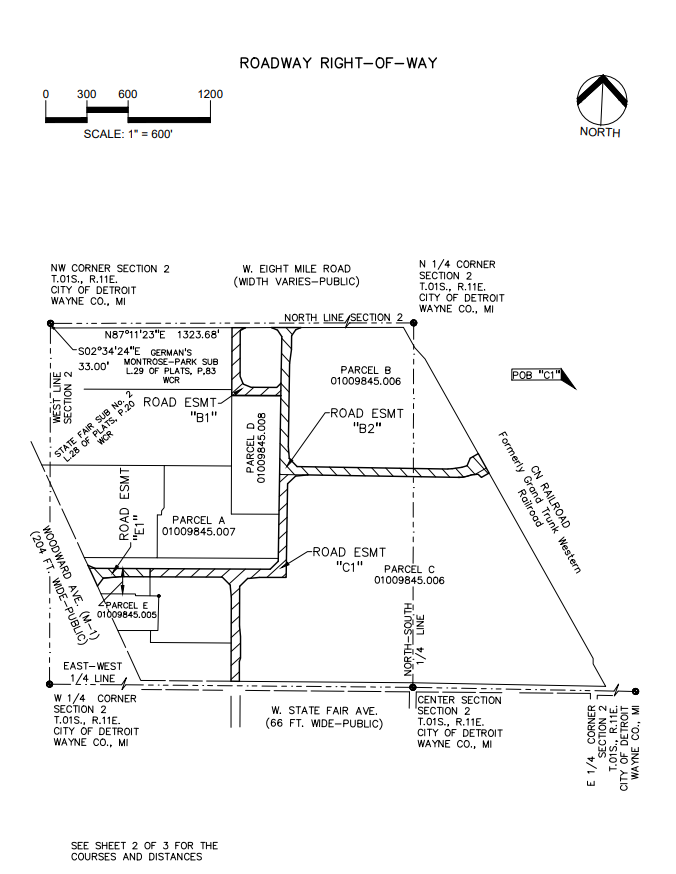 ROADWAY RIGHT-OF-WAY
0 300 600 1200
SCALE: 1" = 600'
NORTH
NW CORNER SECTION 2
T.01S., R.11E.
CITY OF DETROIT
WAYNE CO., MI
W. EIGHT MILE ROAD
(WIDTH VARIES-PUBLIC)
N 1/4 CORNER
SECTION 2
T.01S., R.11E.
CITY OF DETROIT
WAYNE CO., MI
NORTH LINE SECTION 2
N87°11'23"E 1323.68'
S02°34'24"E
33.00'
GERMAN'S
MONTROSE-PARK SUB
L.29 OF PLATS, P.83
WCR
WEST LINE
SECTION 2
STATE FAIR SUB No. 2
L.28 OF PLATS, P.20
WCR
ROAD ESMT
"B1"
PARCEL D
01009845.008
PARCEL B
01009845.006
ROAD ESMT
"B2"
POB "C1"
CN RAILROAD
Formerly Grand Trunk Western
Railroad
ROAD ESMT
"E1"
PARCEL A
01009845.007
ROAD ESMT
"C1"
PARCEL C
01009845.006
WOODWARD AVE. (M-1)
(204 FT. WIDE-PUBLIC)
PARCEL E
01009845.005
NORTH-SOUTH
1/4 LINE
EAST-WEST
1/4 LINE
W 1/4 CORNER
SECTION 2
T.01S., R.11E.
CITY OF DETROIT
WAYNE CO., MI
W. STATE FAIR AVE.
(66 FT. WIDE-PUBLIC)
CENTER SECTION
SECTION 2
T.01S., R.11E.
CITY OF DETROIT
WAYNE CO., MI
E 1/4 CORNER
SECTION 2
T.01S., R.11E.
CITY OF DETROIT
WAYNE CO., MI
SEE SHEET 2 OF 3 FOR THE
COURSES AND DISTANCES